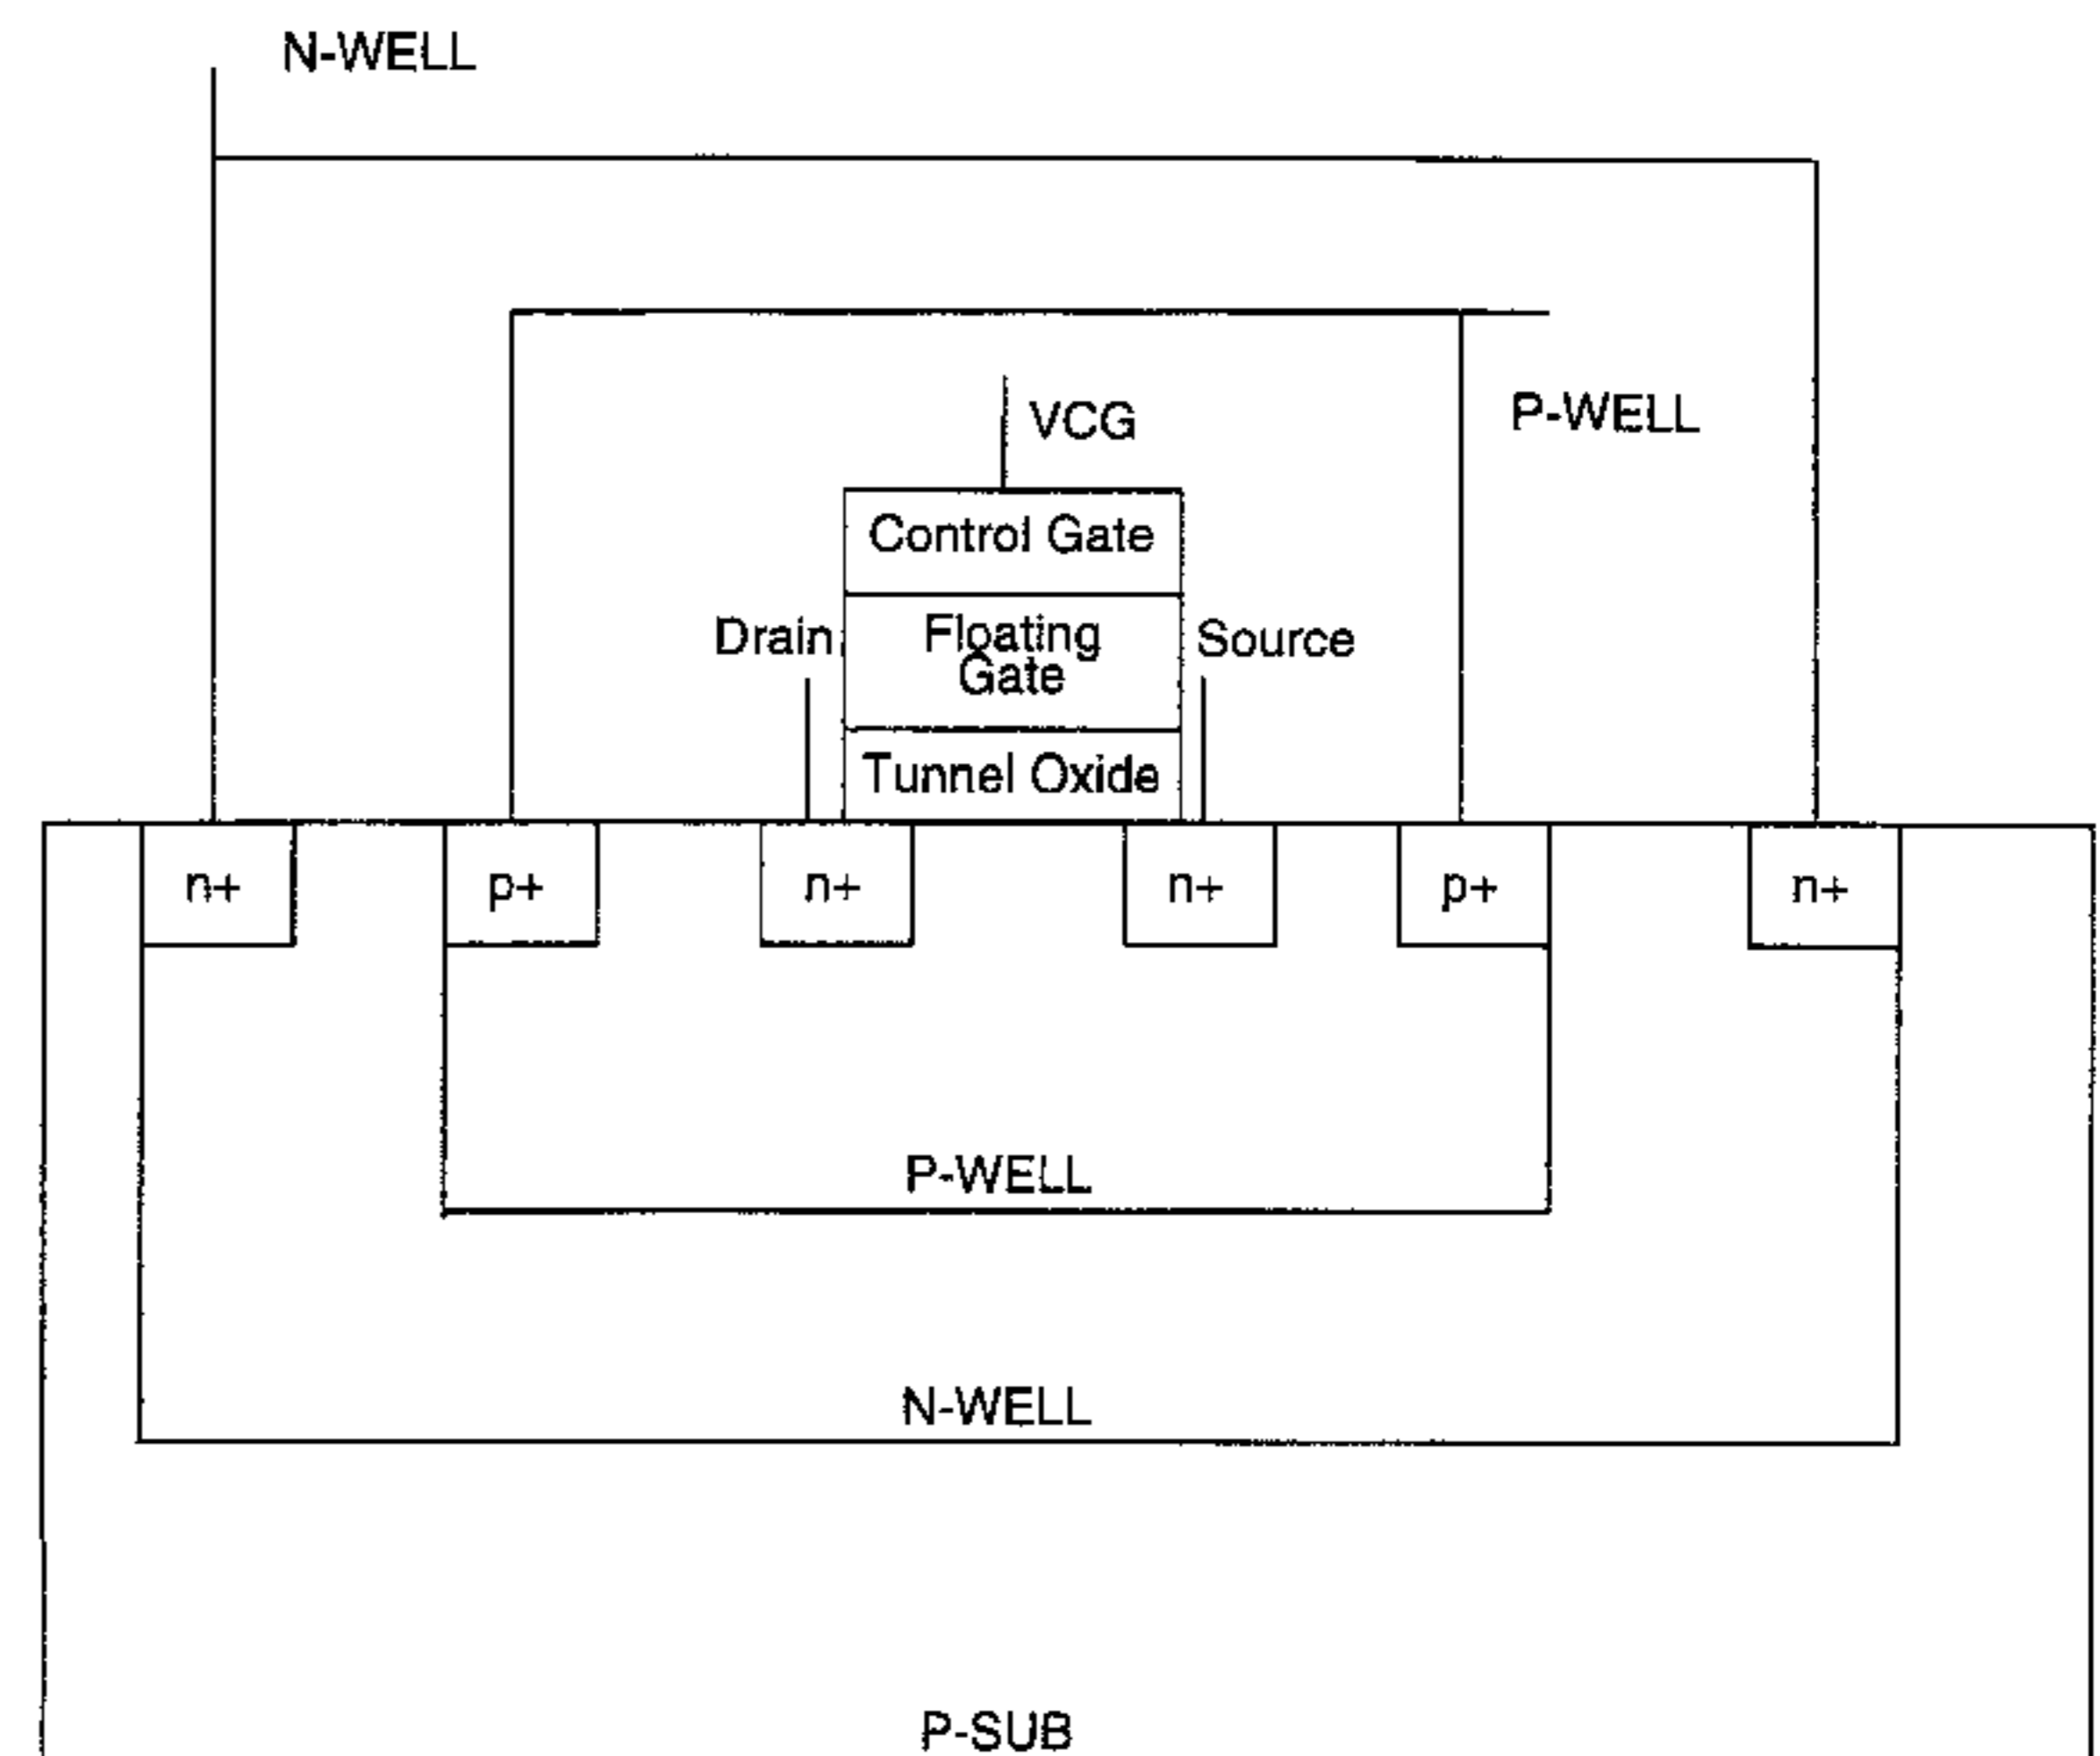 N-WELL
P-WELL
VCG
Control Gate
Drain
Floating
Gate
Source
Tunnel Oxide
n+
p+
n+
n+
p+
n+
P-WELL
N-WELL
P-SUB